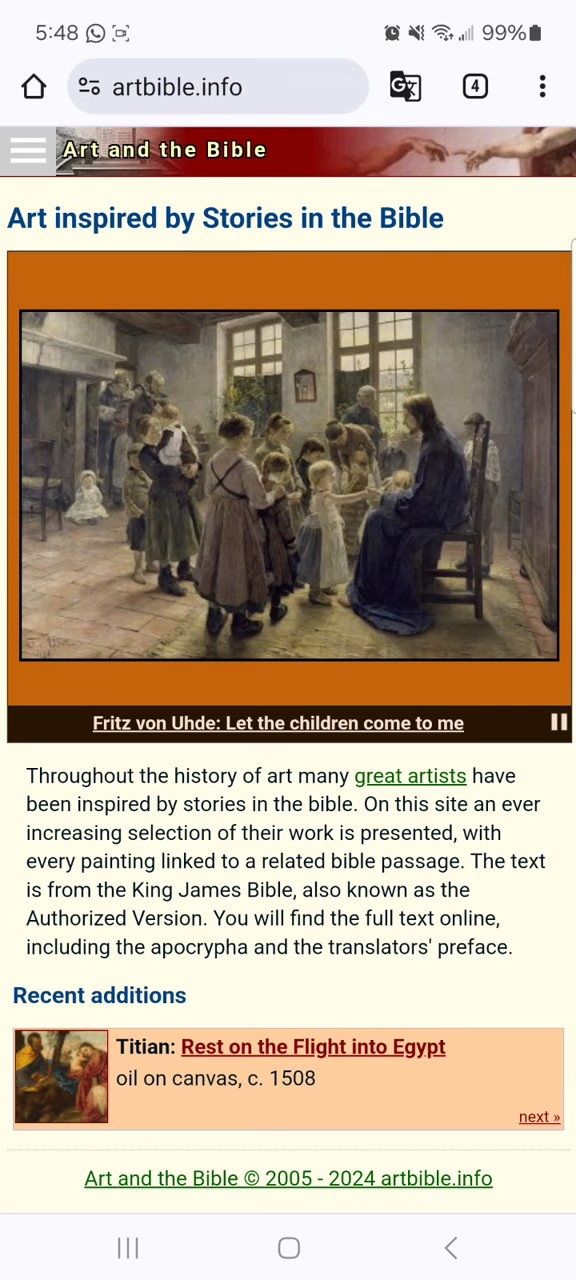 5:48
99%
artbible.info
4
Art and the Bible
Art inspired by Stories in the Bible
Fritz von Uhde: Let the children come to me
Throughout the history of art many great artists have
been inspired by stories in the bible. On this site an ever
increasing selection of their work is presented, with
every painting linked to a related bible passage. The text
is from the King James Bible, also known as the
Authorized Version. You will find the full text online,
including the apocrypha and the translators' preface.
Recent additions
Titian: Rest on the Flight into Egypt
oil on canvas, c. 1508
next »
Art and the Bible © 2005 - 2024 artbible.info